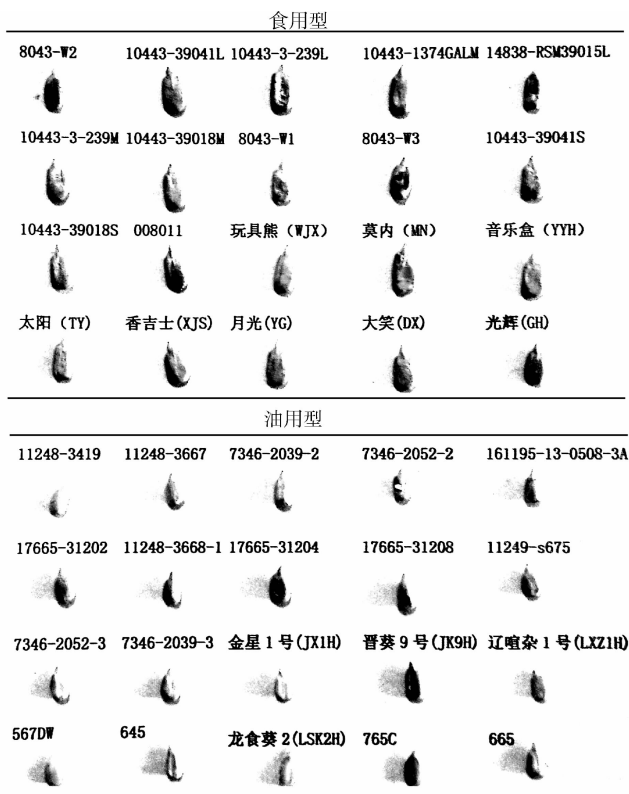 食用型
8043-W2 10443-39041L 10443-3-239L 10443-1374GALM 14838-RSM39015L
10443-3-239M 10443-39018M 8043-W1 8043-W3 10443-39041S
10443-39018S 008011 玩具熊（WJX） 莫内（MN） 音乐盒（YYH）
太阳（TY） 香吉士(XJS) 月光(YG) 大笑(DX) 光辉(GH)
油用型
11248-3419 11248-3667 7346-2039-2 7346-2052-2 161195-13-0508-3A
17665-31202 11248-3668-1 17665-31204 17665-31208 11249-s675
7346-2052-3 7346-2039-3 金星1号(JX1H) 晋葵9号(JK9H) 辽喧杂1号(LXZ1H)
567DW 645 龙食葵2(LSK2H) 765C 665